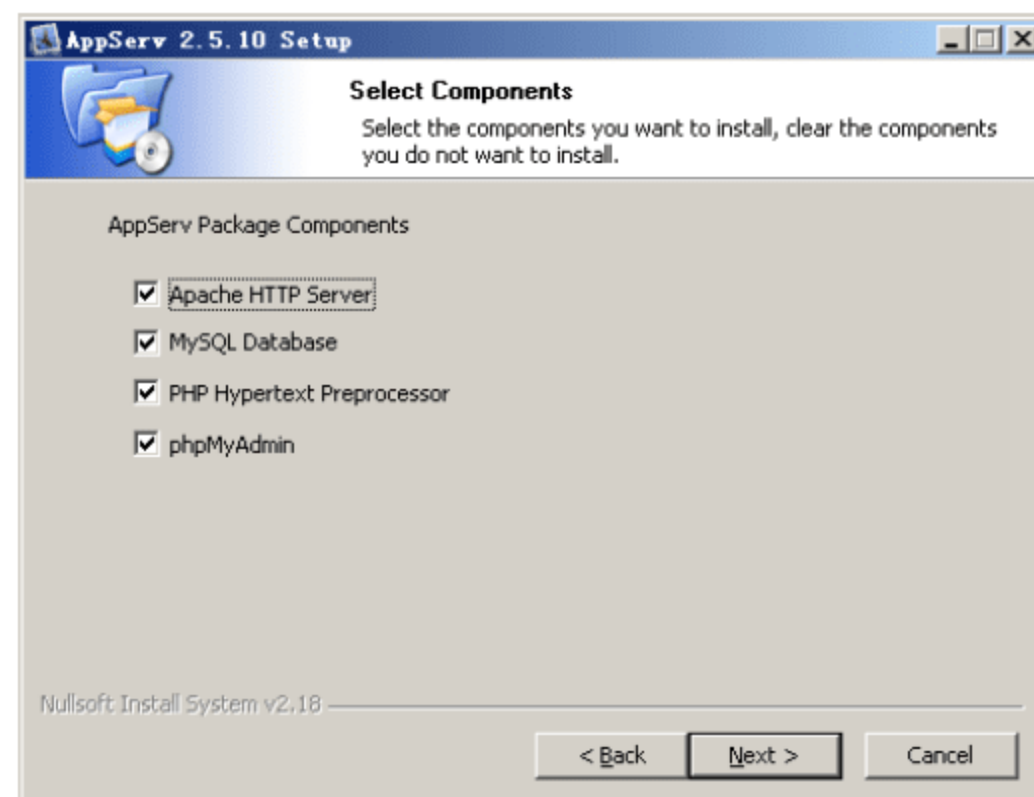 AppServ 2.5.10 Setup
Select Components
Select the components you want to install, clear the components
you do not want to install.
AppServ Package Components
Apache HTTP Server
MySQL Database
PHP Hypertext Preprocessor
phpMyAdmin
Nullsoft Install System v2.18
< Back
Next >
Cancel